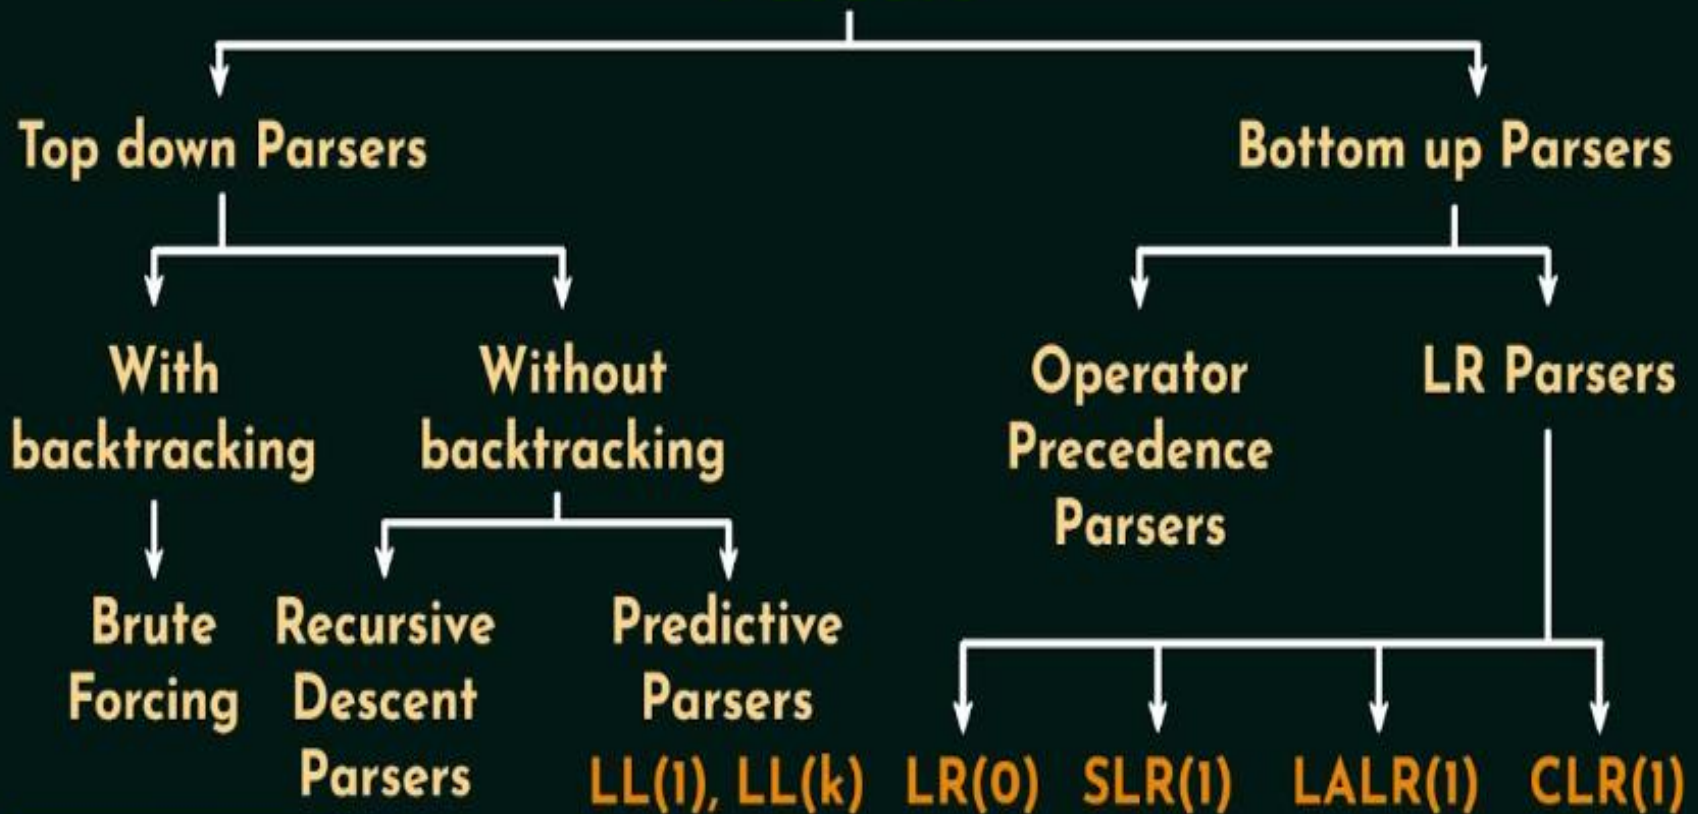 Top down Parsers
Bottom up Parsers
With
backtracking
Without
backtracking
Operator
Precedence
Parsers
LR Parsers
Brute
Forcing
Recursive
Descent
Parsers
Predictive
Parsers
LL(1), LL(k)
LR(0)
SLR(1)
LALR(1)
CLR(1)